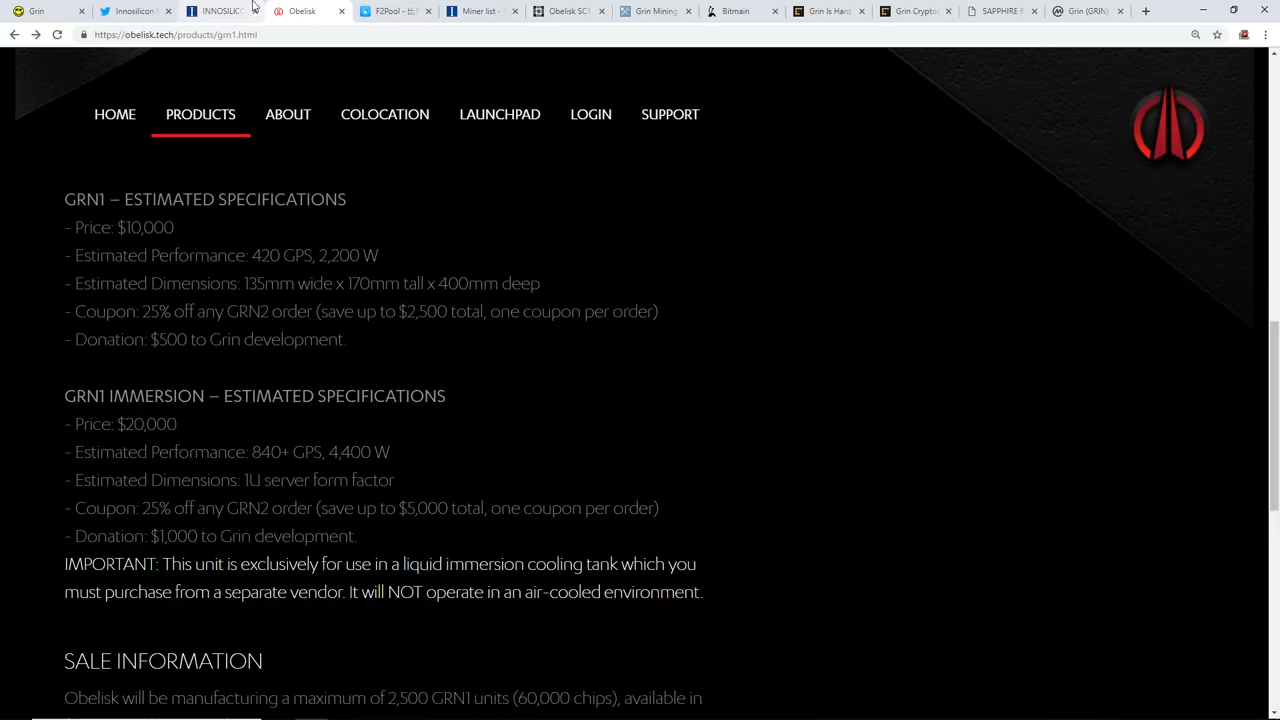 Grin
Innosilicon
INNOSILIC
Obelisk
F2Pool -
Miner list -
Obelisk SC1
Grin Mining
Bitmain
Grin Is Hard
Grin Crypto
SAPPHIRE
Grin (GRIN)
https://obelisk.tech/products/grn1.html
HOME PRODUCTS ABOUT COLOCATION LAUNCHPAD LOGIN SUPPORT
GRN1 – ESTIMATED SPECIFICATIONS
- Price: $10,000
- Estimated Performance: 420 GPS, 2,200 W
- Estimated Dimensions: 135mm wide x 170mm tall x 400mm deep
- Coupon: 25% off any GRN2 order (save up to $2,500 total, one coupon per order)
- Donation: $500 to Grin development.
GRN1 IMMERSION – ESTIMATED SPECIFICATIONS
- Price: $20,000
- Estimated Performance: 840+ GPS, 4,400 W
- Estimated Dimensions: 1U server form factor
- Coupon: 25% off any GRN2 order (save up to $5,000 total, one coupon per order)
- Donation: $1,000 to Grin development.
IMPORTANT: This unit is exclusively for use in a liquid immersion cooling tank which you
must purchase from a separate vendor. It will NOT operate in an air-cooled environment.
SALE INFORMATION
Obelisk will be manufacturing a maximum of 2,500 GRN1 units (60,000 chips), available in